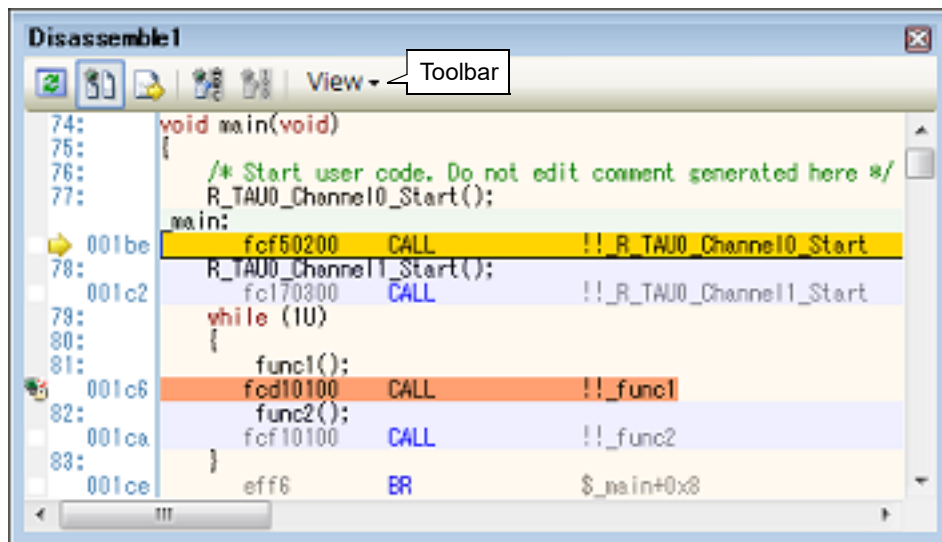 Disassemble1
View
Toolbar
74: void main(void)
75: {
76: /* Start user code. Do not edit comment generated here */
77: R_TAU0_Channel0_Start();
_main:
001be fcf50200 CALL !!_R_TAU0_Channel0_Start
78: R_TAU0_Channel1_Start();
001c2 fc170300 CALL !!_R_TAU0_Channel1_Start
79: while (1U)
80: {
81: func1();
001c6 fcd10100 CALL !!_func1
82: func2();
001ca fcf10100 CALL !!_func2
83: }
001ce eff6 BR $_main+0x8